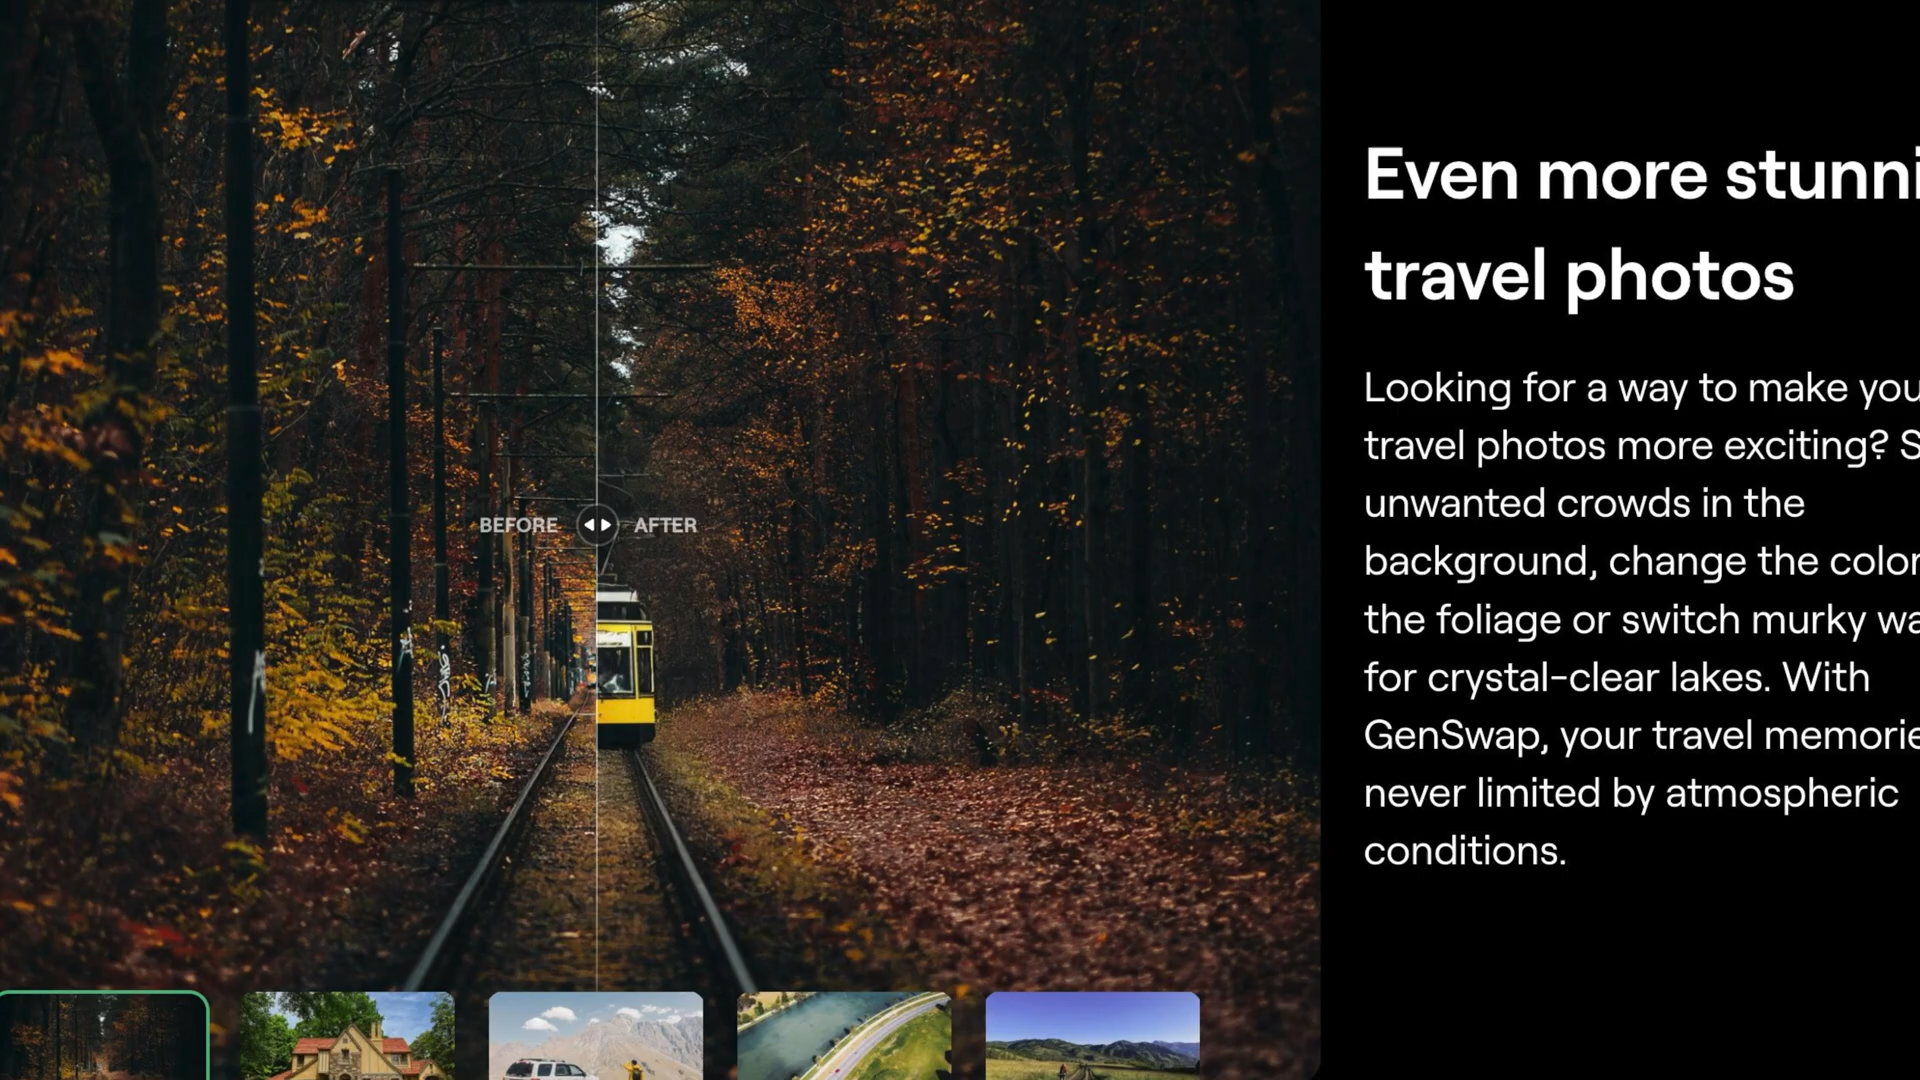 Even more stunni
travel photos
Looking for a way to make you
travel photos more exciting? S
unwanted crowds in the
background, change the color
the foliage or switch murky wa
for crystal-clear lakes. With
GenSwap, your travel memorie
never limited by atmospheric
conditions.
BEFORE AFTER